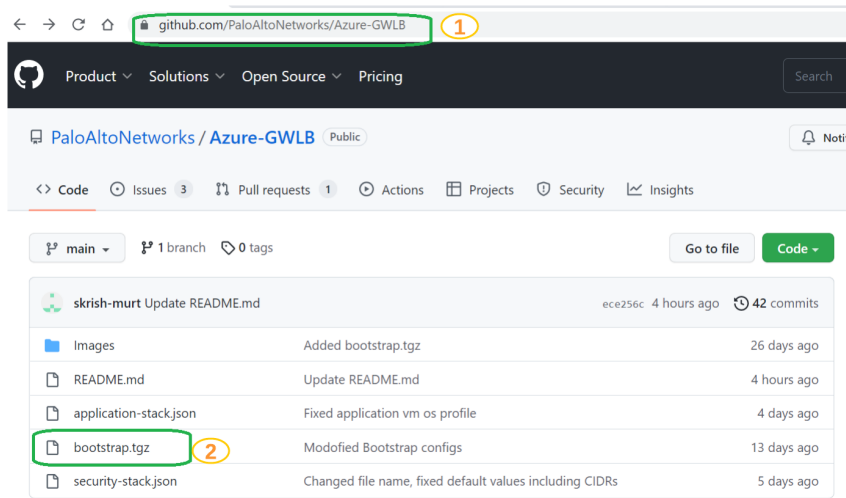 github.com/PaloAltoNetworks/Azure-GWLB 1
Product Solutions Open Source Pricing Search
PaloAltoNetworks / Azure-GWLB Public Noti
<> Code Issues 3 Pull requests 1 Actions Projects Security Insights
main 1 branch 0 tags Go to file Code
skrish-murt Update README.md ece256c 4 hours ago 42 commits
Images Added bootstrap.tgz 26 days ago
README.md Update README.md 4 hours ago
application-stack.json Fixed application vm os profile 4 days ago
bootstrap.tgz 2 Modofied Bootstrap configs 13 days ago
security-stack.json Changed file name, fixed default values including CIDRs 5 days ago